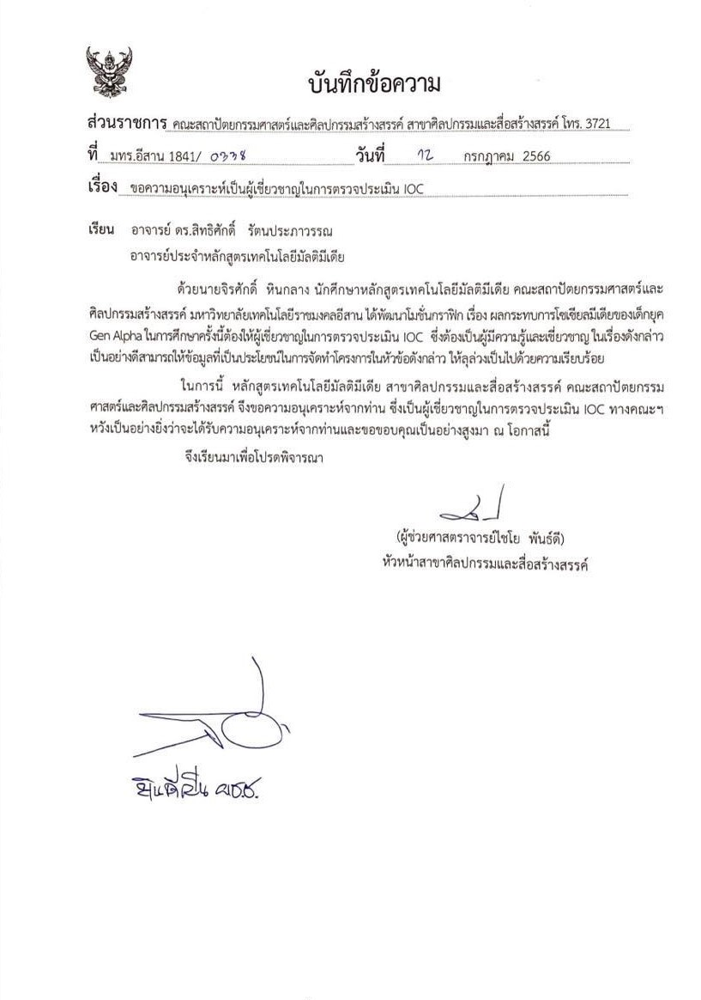 บันทึกข้อความ
ส่วนราชการ คณะสถาปัตยกรรมศาสตร์และศิลปกรรมสร้างสรรค์ สาขาศิลปกรรมและสื่อสร้างสรรค์ โทร. 3721
ที่ มทร.อีสาน 1841/ 0338 วันที่ 12 กรกฎาคม 2566
เรื่อง ขอความอนุเคราะห์เป็นผู้เชี่ยวชาญในการตรวจประเมิน IOC
เรียน อาจารย์ ดร.สิทธิศักดิ์ รัตนประภาวรรณ
อาจารย์ประจำหลักสูตรเทคโนโลยีมัลติมีเดีย
ด้วยนายจิรศักดิ์ หินกลาง นักศึกษาหลักสูตรเทคโนโลยีมัลติมีเดีย คณะสถาปัตยกรรมศาสตร์และ
ศิลปกรรมสร้างสรรค์ มหาวิทยาลัยเทคโนโลยีราชมงคลอีสาน ได้พัฒนาโมชั่นกราฟิก เรื่อง ผลกระทบการโซเชียลมีเดียของเด็กยุค
Gen Alpha ในการศึกษาครั้งนี้ต้องให้ผู้เชี่ยวชาญในการตรวจประเมิน IOC ซึ่งต้องเป็นผู้มีความรู้และเชี่ยวชาญ ในเรื่องดังกล่าว
เป็นอย่างดีสามารถให้ข้อมูลที่เป็นประโยชน์ในการจัดทำโครงการในหัวข้อดังกล่าว ให้ลุล่วงเป็นไปด้วยความเรียบร้อย
ในการนี้ หลักสูตรเทคโนโลยีมัลติมีเดีย สาขาศิลปกรรมและสื่อสร้างสรรค์ คณะสถาปัตยกรรม
ศาสตร์และศิลปกรรมสร้างสรรค์ จึงขอความอนุเคราะห์จากท่าน ซึ่งเป็นผู้เชี่ยวชาญในการตรวจประเมิน IOC ทางคณะฯ
หวังเป็นอย่างยิ่งว่าจะได้รับความอนุเคราะห์จากท่านและขอขอบคุณเป็นอย่างสูงมา ณ โอกาสนี้
จึงเรียนมาเพื่อโปรดพิจารณา
(ผู้ช่วยศาสตราจารย์ไชโย พันธ์ดี)
หัวหน้าสาขาศิลปกรรมและสื่อสร้างสรรค์
ยินดีเป็น ผชช.